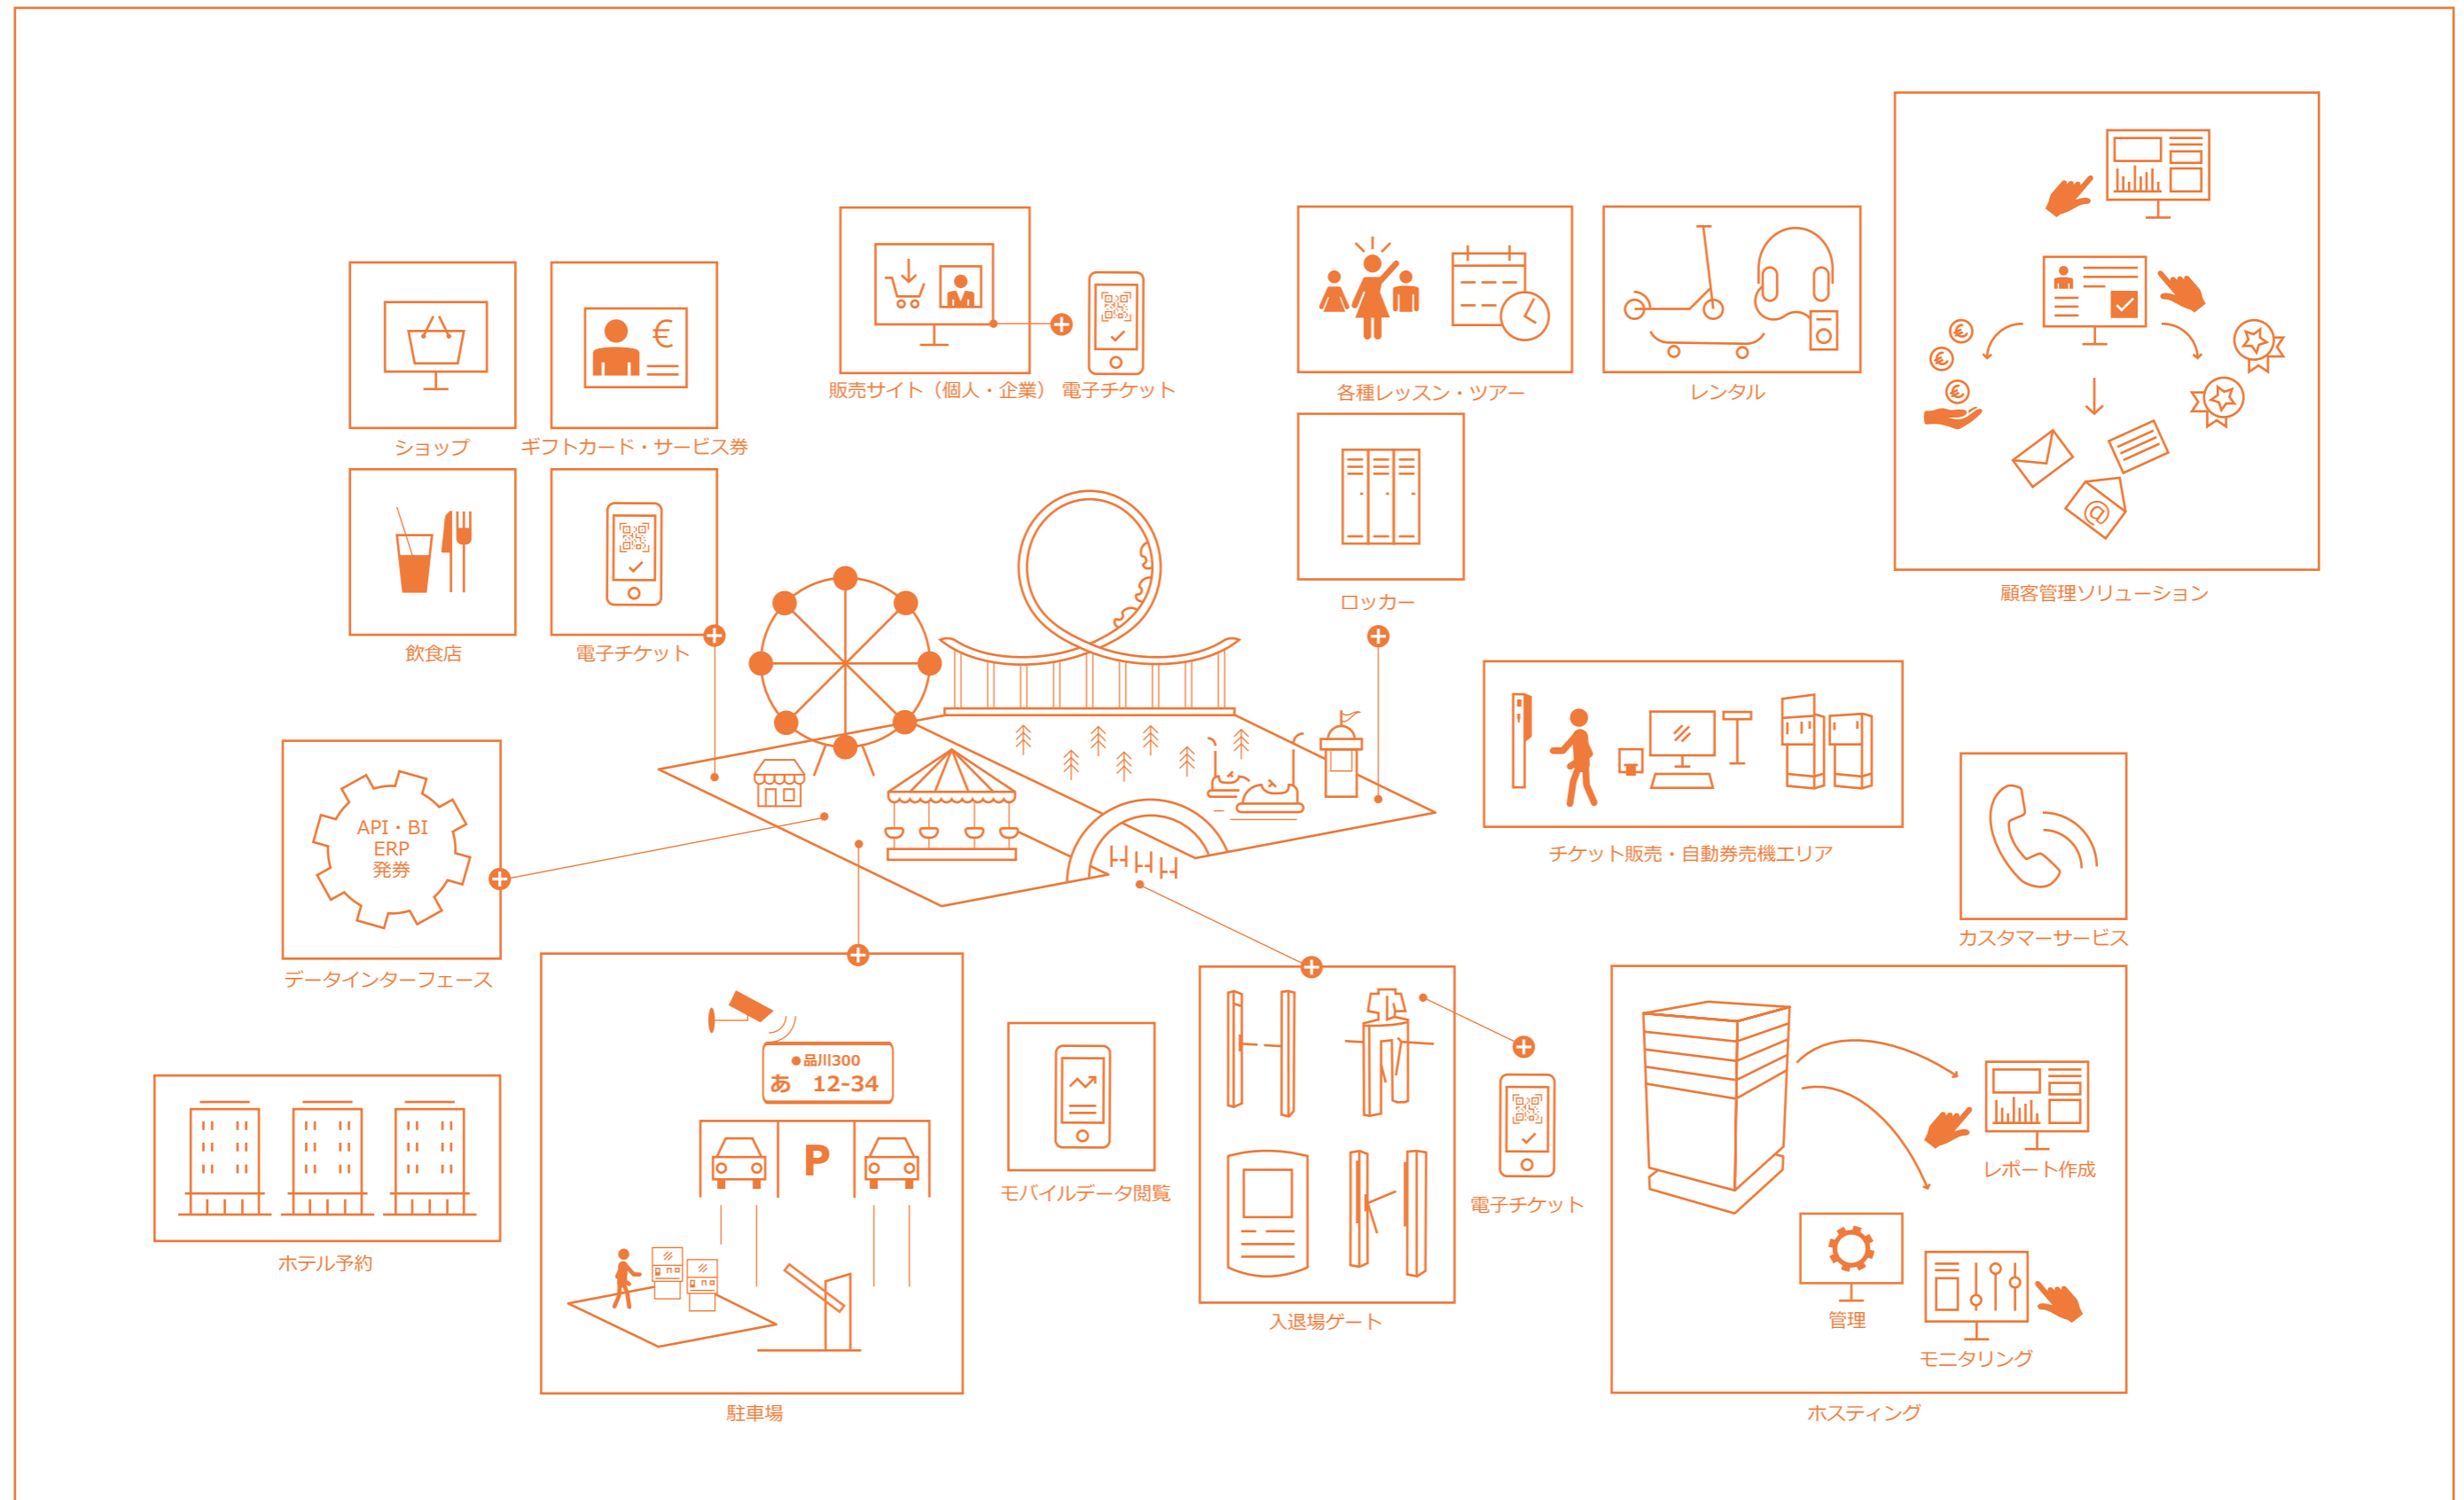 販売サイト（個人・企業）
電子チケット
各種レッスン・ツアー
レンタル
€
ショップ
ギフトカード・サービス券
€
€
€
@
顧客管理ソリューション
飲食店
電子チケット
ロッカー
API・BI
ERP
発券
データインターフェース
チケット販売・自動券売機エリア
カスタマーサービス
品川300
あ 12-34
P
駐車場
ホテル予約
モバイルデータ閲覧
入退場ゲート
電子チケット
レポート作成
管理
モニタリング
ホスティング